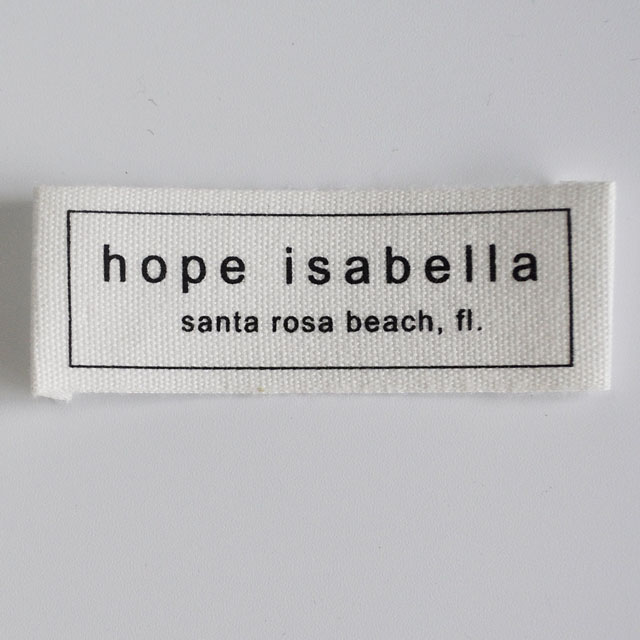 hope isabella
santa rosa beach, fl.